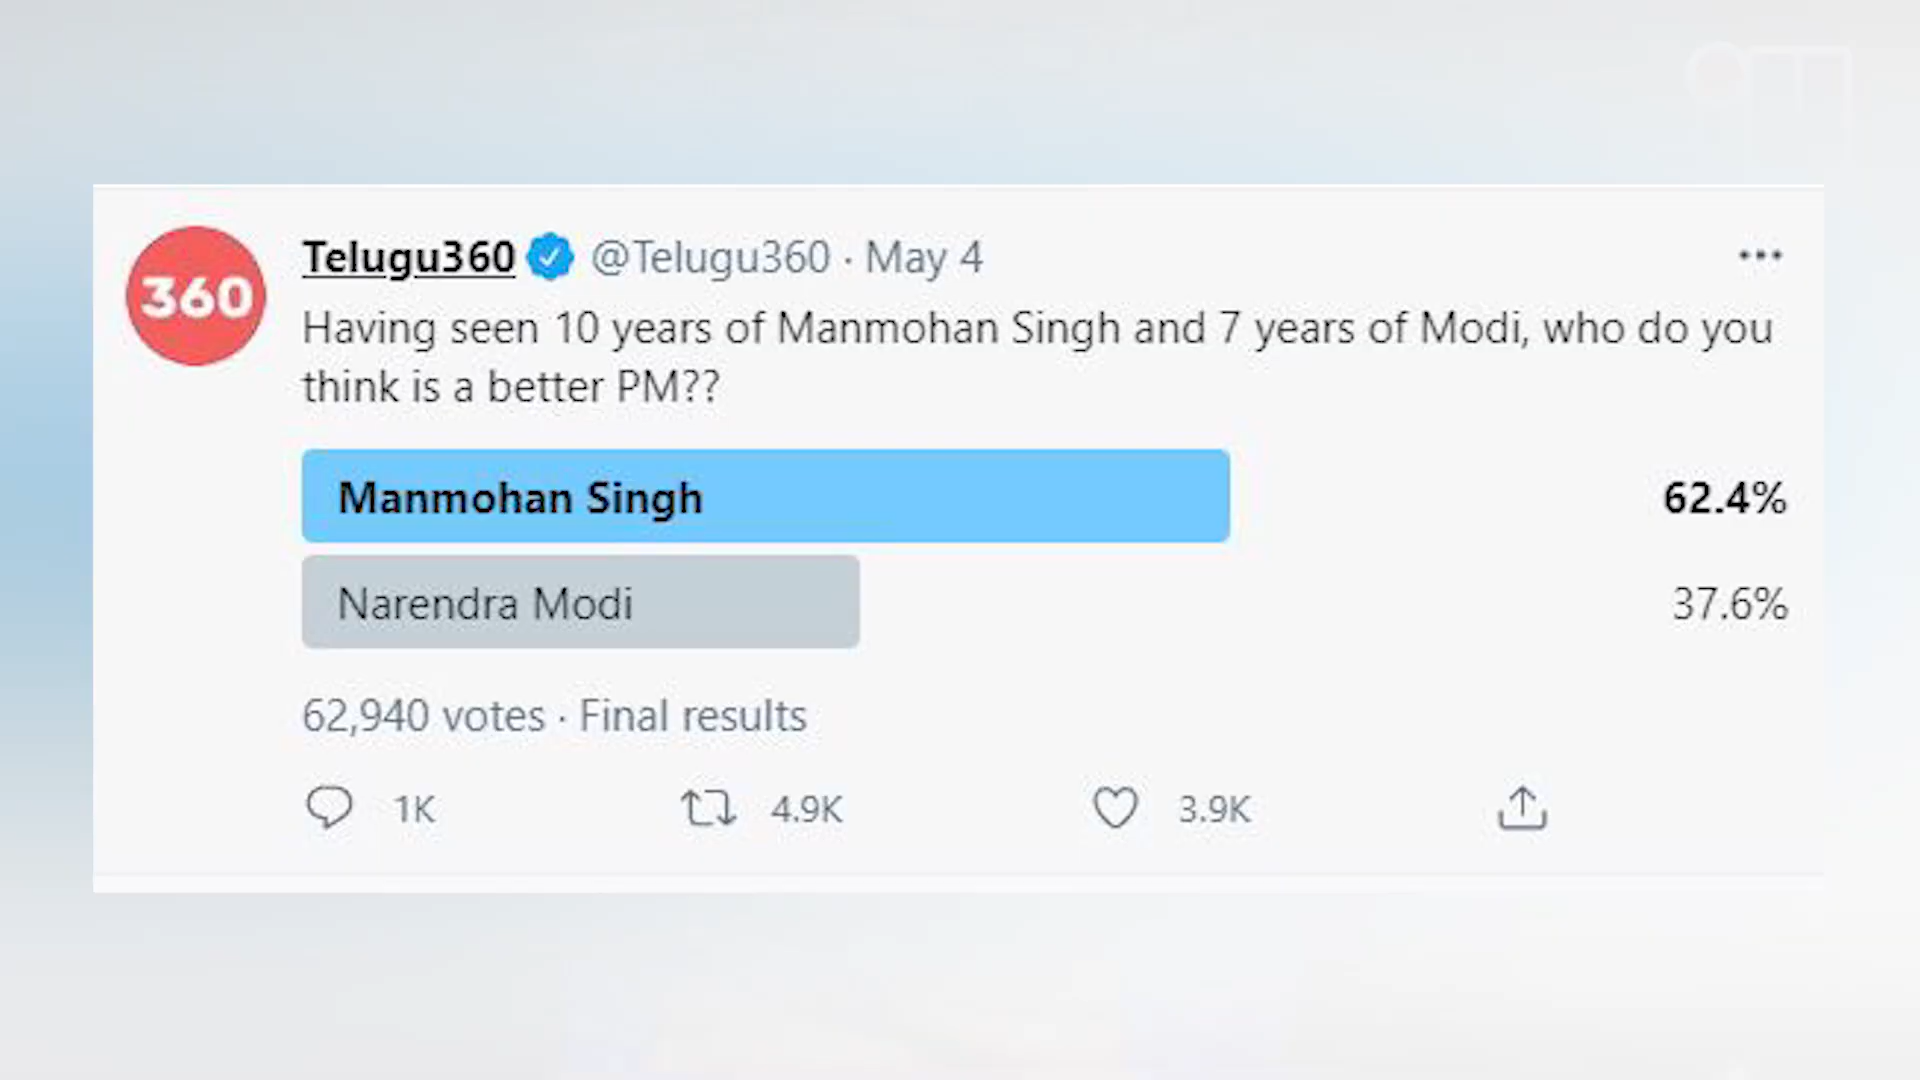 360
Telugu360 @Telugu360 · May 4
Having seen 10 years of Manmohan Singh and 7 years of Modi, who do you
think is a better PM??
Manmohan Singh 62.4%
Narendra Modi 37.6%
62,940 votes · Final results
1K 4.9K 3.9K